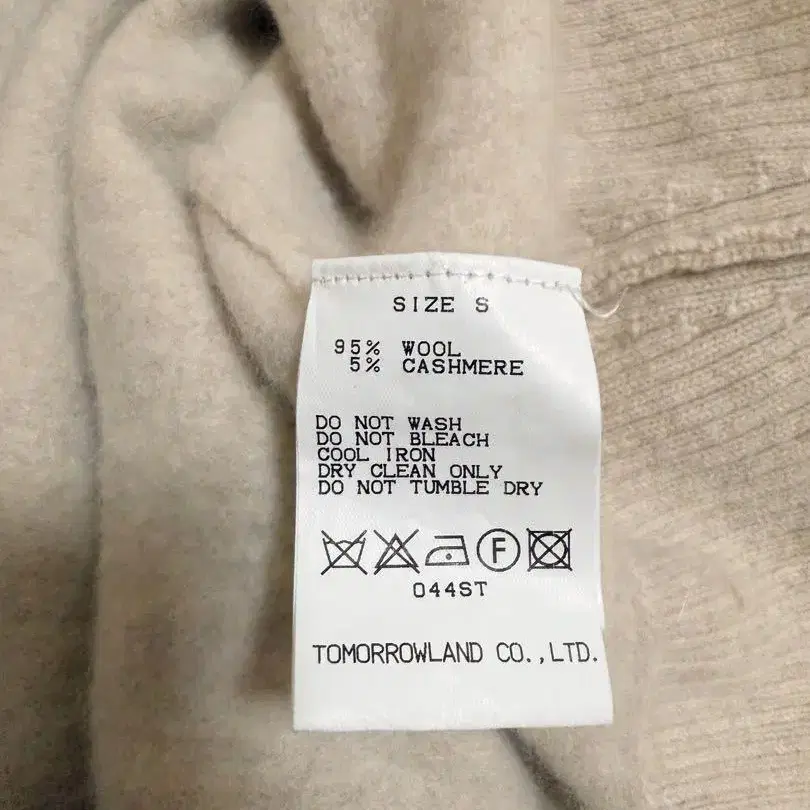 SIZE S
95% WOOL
5% CASHMERE
DO NOT WASH
DO NOT BLEACH
COOL IRON
DRY CLEAN ONLY
DO NOT TUMBLE DRY
F
044ST
TOMORROWLAND CO.,LTD.